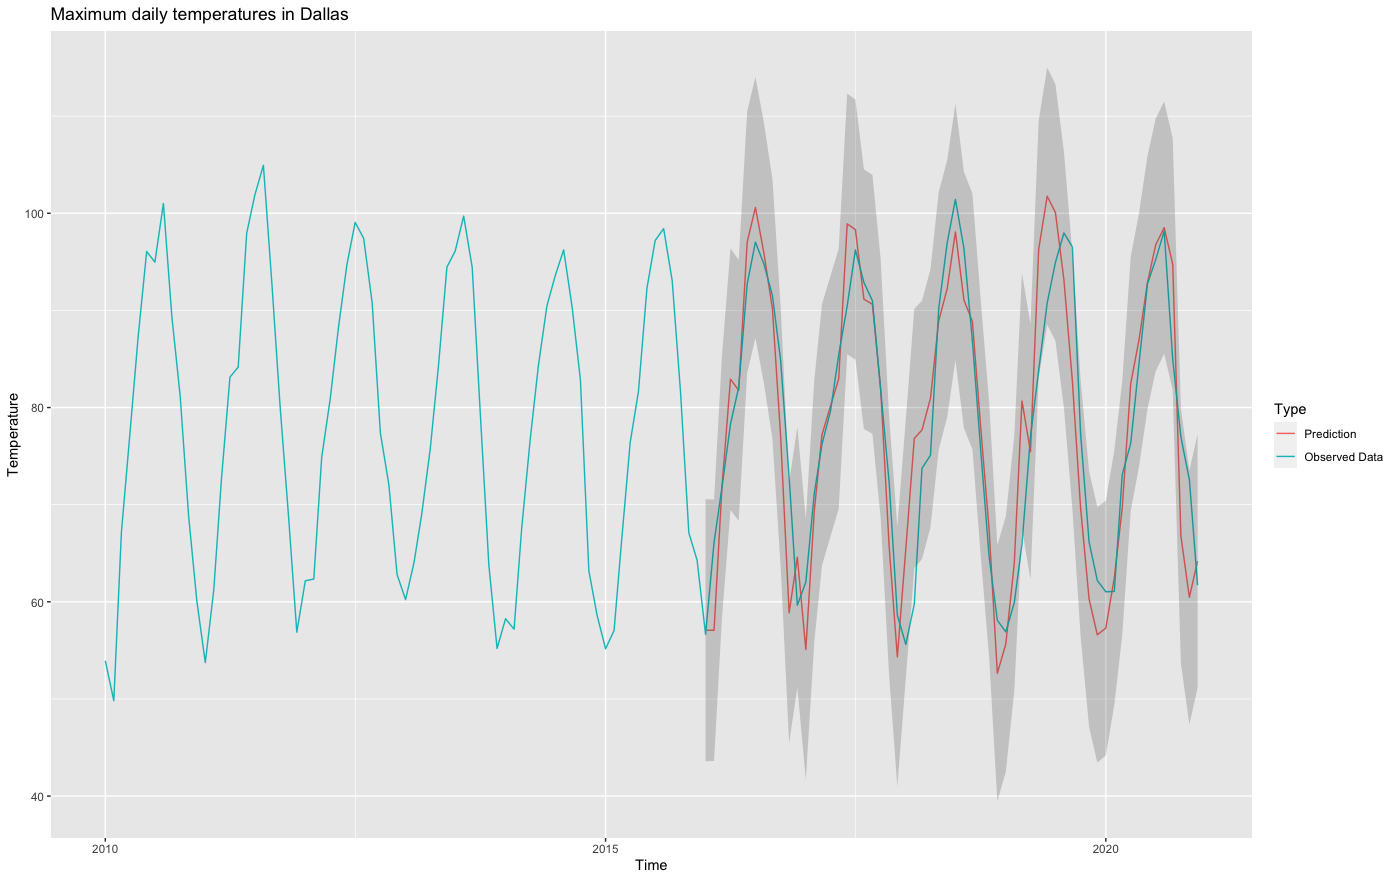 Maximum daily temperatures in Dallas
100
80
60
40
Temperature
2010
2015
2020
Time
Type
Prediction
Observed Data